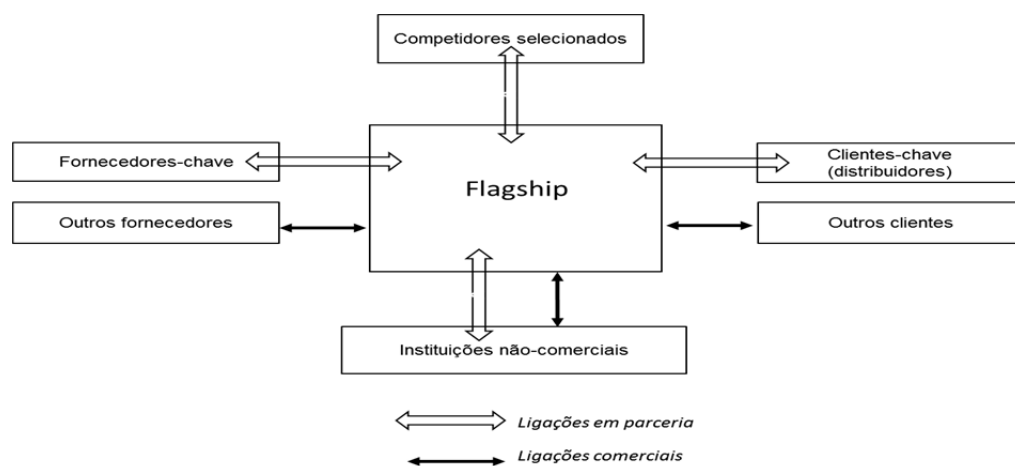 Competidores selecionados
Fornecedores-chave
Flagship
Clientes-chave
(distribuidores)
Outros fornecedores
Outros clientes
Instituições não-comerciais
Ligações em parceria
Ligações comerciais